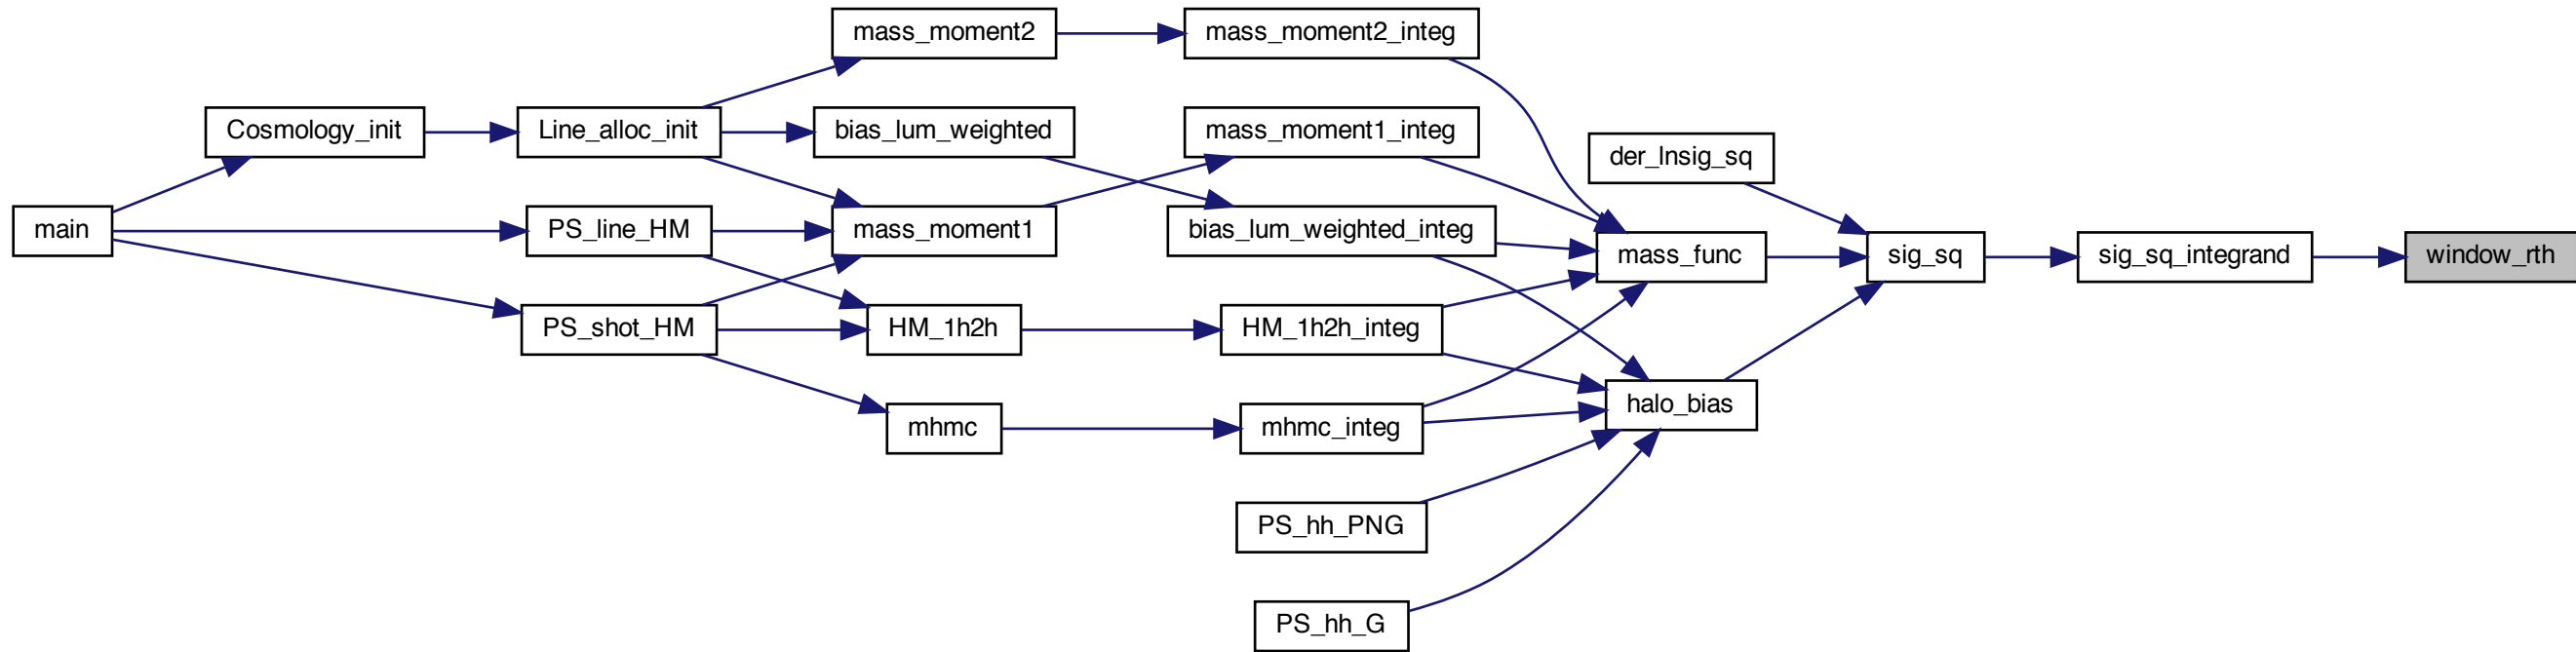 mass_moment2
mass_moment2_integ
Cosmology_init
Line_alloc_init
bias_lum_weighted
mass_moment1_integ
der_lnsig_sq
main
PS_line_HM
mass_moment1
bias_lum_weighted_integ
mass_func
sig_sq
sig_sq_integrand
window_rth
PS_shot_HM
HM_1h2h
HM_1h2h_integ
halo_bias
mhmc
mhmc_integ
PS_hh_PNG
PS_hh_G